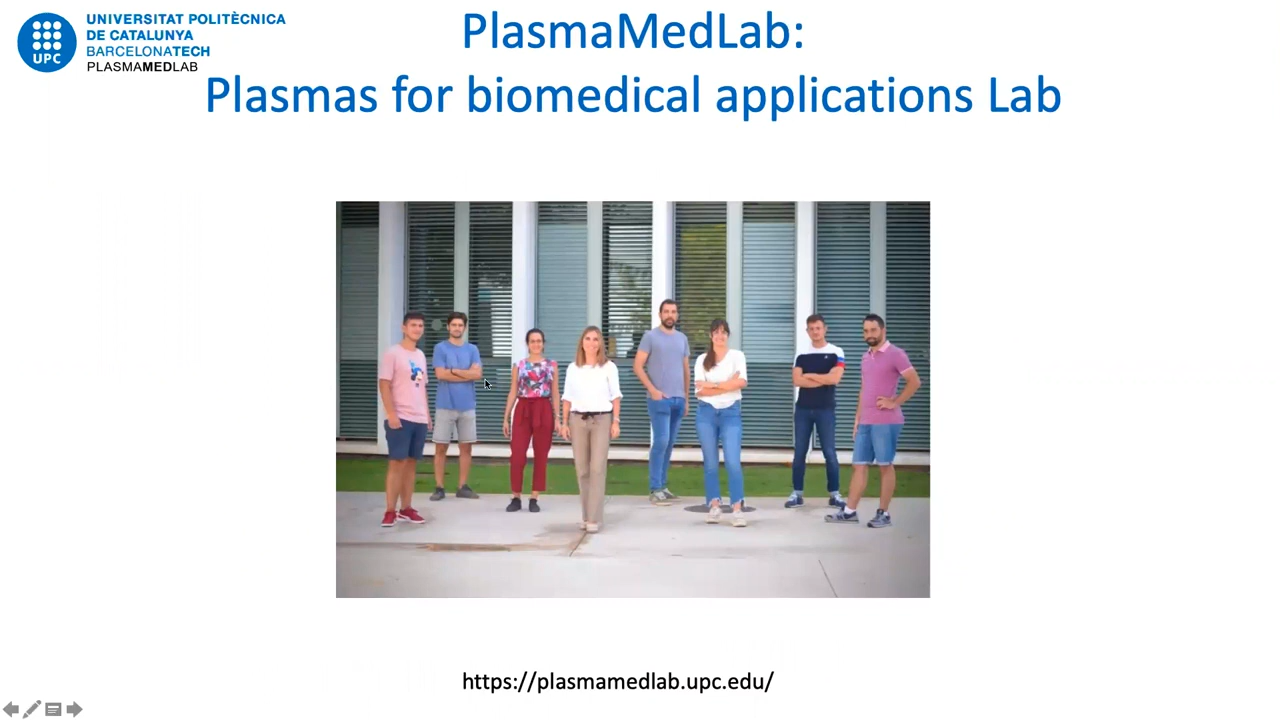 UNIVERSITAT POLITÈCNICA
DE CATALUNYA
BARCELONATECH
PLASMAMEDLAB
UPC
PlasmaMedLab:
Plasmas for biomedical applications Lab
https://plasmamedlab.upc.edu/